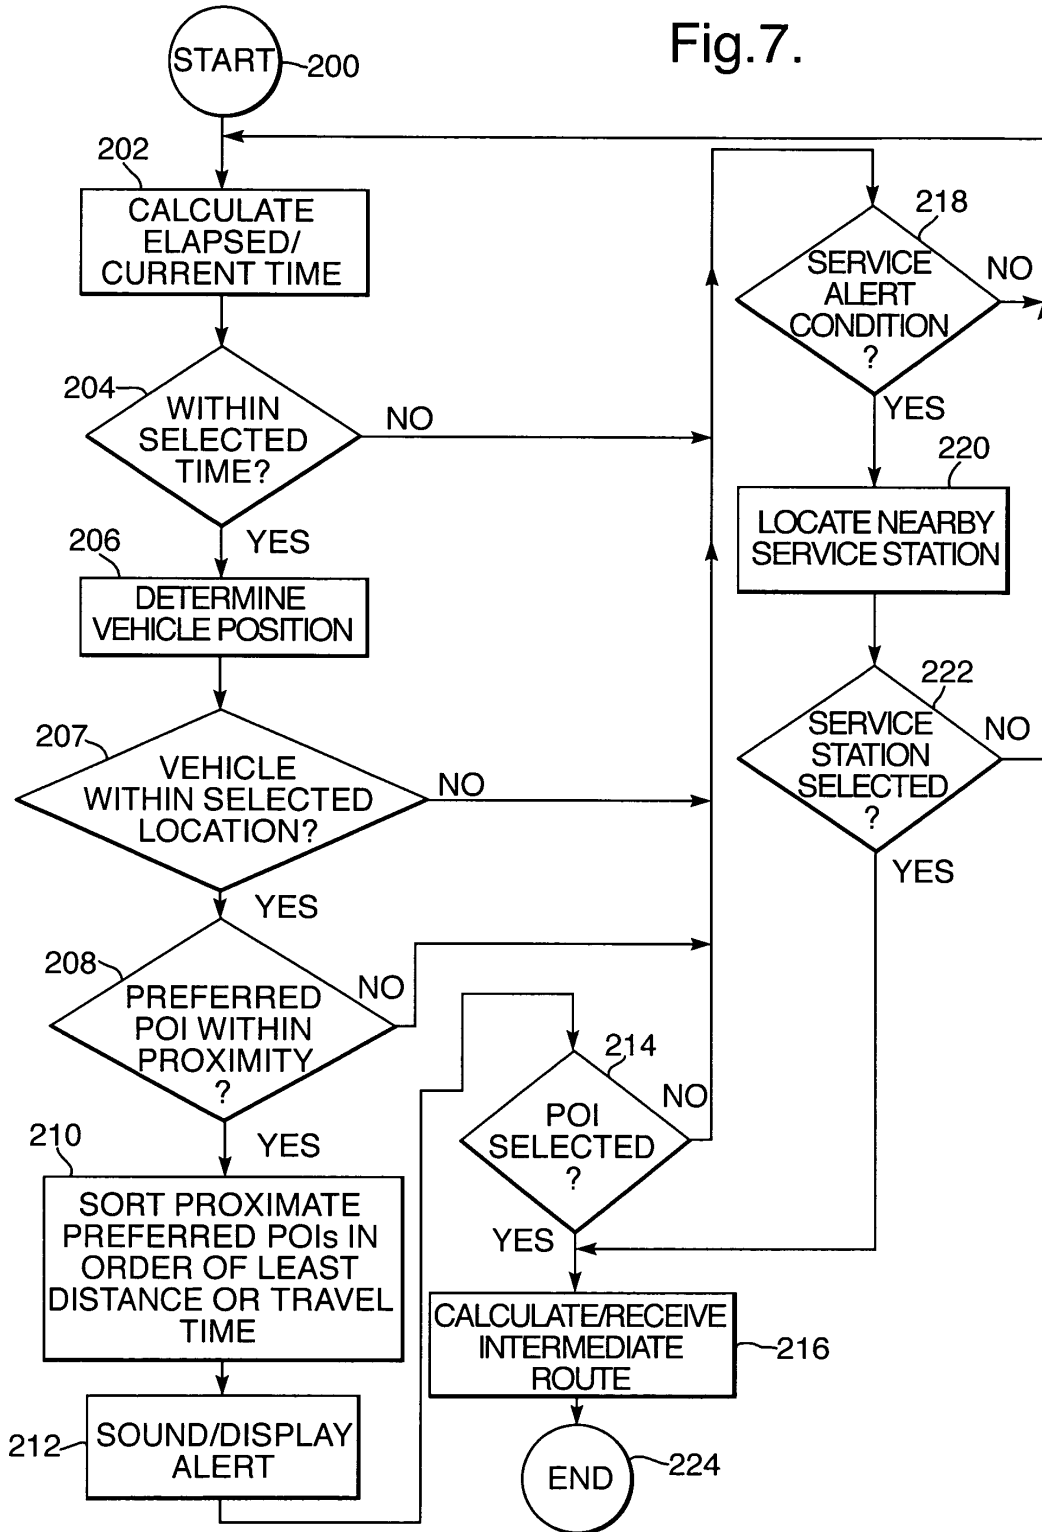 Fig.7.
START
200
202
CALCULATE
ELAPSED/
CURRENT TIME
204
WITHIN
SELECTED
TIME?
NO
YES
206
DETERMINE
VEHICLE POSITION
207
VEHICLE
WITHIN SELECTED
LOCATION?
NO
YES
208
PREFERRED
POI WITHIN
PROXIMITY
?
NO
YES
210
SORT PROXIMATE
PREFERRED POIs IN
ORDER OF LEAST
DISTANCE OR TRAVEL
TIME
212
SOUND/DISPLAY
ALERT
214
POI
SELECTED
?
NO
YES
CALCULATE/RECEIVE
INTERMEDIATE
ROUTE
216
END
224
218
SERVICE
ALERT
CONDITION
?
NO
YES
220
LOCATE NEARBY
SERVICE STATION
222
SERVICE
STATION
SELECTED
?
NO
YES